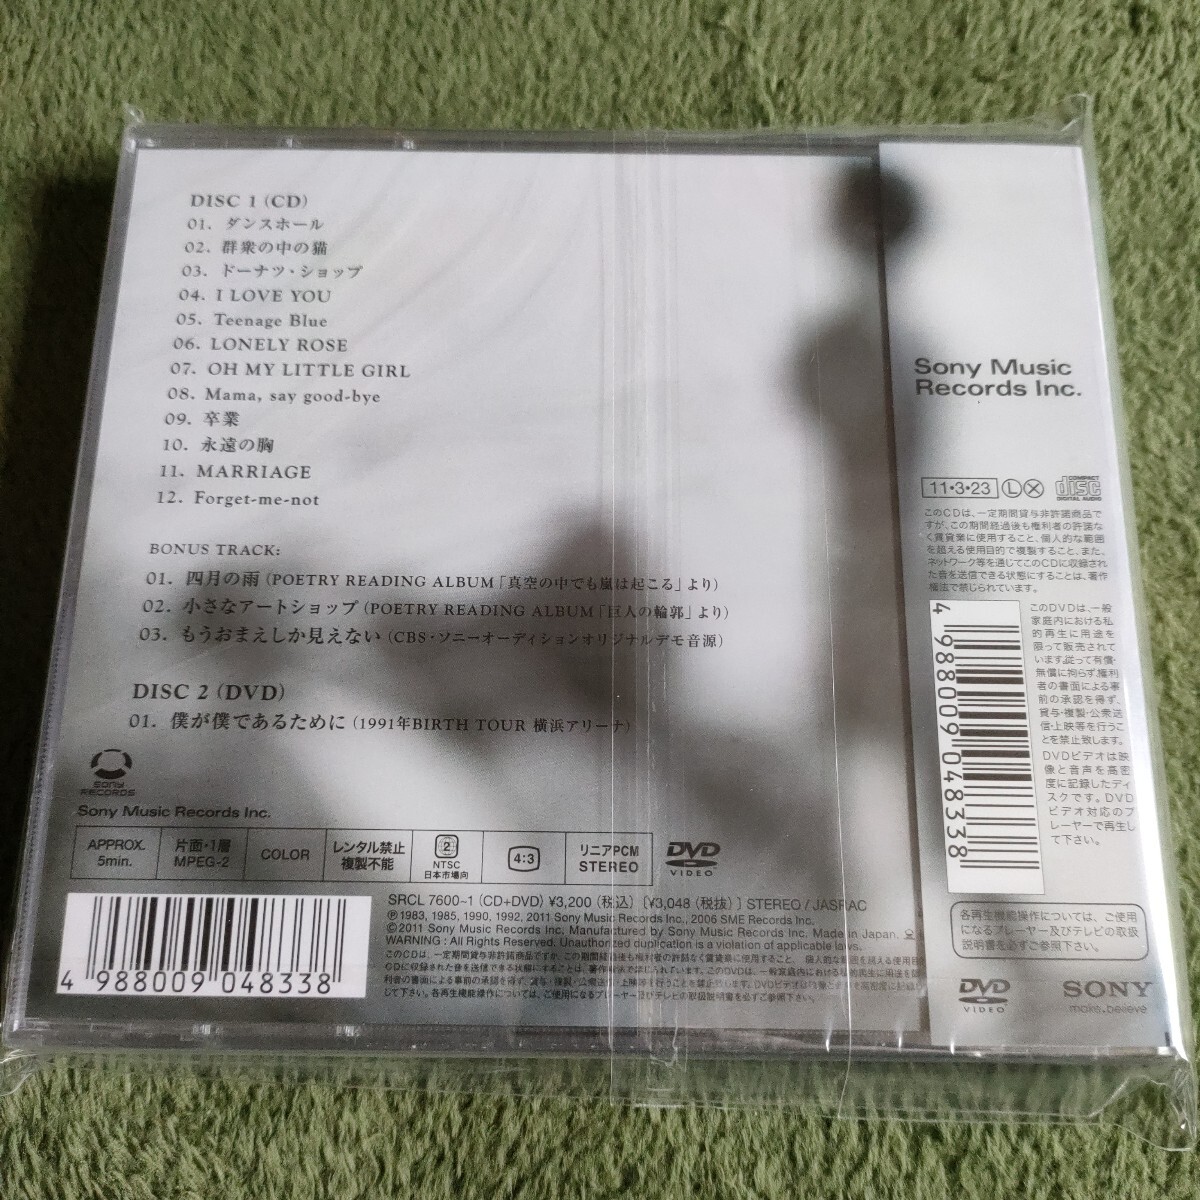 DISC 1 (CD)
01. ダンスホール
02. 群衆の中の猫
03. ドーナツ・ショップ
04. I LOVE YOU
05. Teenage Blue
06. LONELY ROSE
07. OH MY LITTLE GIRL
08. Mama, say good-bye
09. 卒業
10. 永遠の胸
11. MARRIAGE
12. Forget-me-not
BONUS TRACK:
01. 四月の雨 (POETRY READING ALBUM「真空の中でも嵐は起こる」より)
02. 小さなアートショップ (POETRY READING ALBUM「巨人の輪郭」より)
03. もうおまえしか見えない (CBS・ソニーオーディションオリジナルデモ音源)
DISC 2 (DVD)
01. 僕が僕であるために (1991年BIRTH TOUR 横浜アリーナ)
SONY
RECORDS
Sony Music Records Inc.
APPROX.
5min.
片面・1層
MPEG-2
COLOR
レンタル禁止
複製不能
2
NTSC
日本市場向
4:3
リニアPCM
STEREO
DVD
VIDEO
4 988009 048338
SRCL 7600~1 (CD+DVD) ¥3,200 (税込) [¥3,048 (税抜)] STEREO / JASRAC
Ⓟ1983, 1985, 1990, 1992, 2011 Sony Music Records Inc., 2006 SME Records Inc.
©2011 Sony Music Records Inc. Manufactured by Sony Music Records Inc. Made in Japan.
WARNING : All Rights Reserved. Unauthorized duplication is a violation of applicable laws.
Sony Music
Records Inc.
11・3・23
L X
COMPACT
disc
DIGITAL AUDIO
このCDは、一定期間貸与非許諾商品で
すが、この期間経過後も権利者の許諾な
く賃貸業に使用すること、個人的な範囲
を超える使用目的で複製すること、また、
ネットワーク等を通じてこのCDに収録され
た音を送信できる状態にすることは、著作
権法で禁じられています。
4 988009 048338
このDVDは、一般
家庭内における私
的再生に用途を
限って販売されて
います。従って有償・
無償に拘らず、権利
者の書面による事
前の承認を得ず、
貸与・複製・公衆送
信・上映等を行うこ
とを禁止致します。
DVDビデオは映
像と音声を高密
度に記録したディ
スクです。DVD
ビデオ対応のプ
レーヤーで再生し
て下さい。
各再生機能操作については、ご使用
になるプレーヤー及びテレビの取扱
説明書を必ずご参照下さい。
DVD
VIDEO
SONY
make.believe